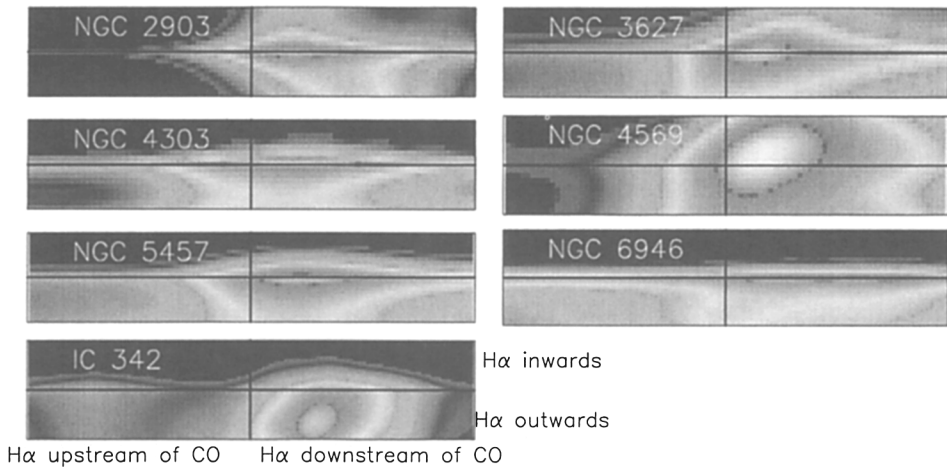 NGC 2903
NGC 3627
NGC 4303
NGC 4569
NGC 5457
NGC 6946
IC 342
Hα inwards
Hα outwards
Hα upstream of CO
Hα downstream of CO